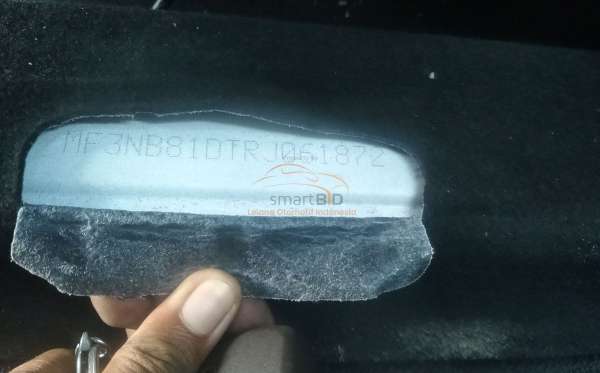 MF3NB81DTRJ061872
smartBID
Lelang Otomotif Indonesia